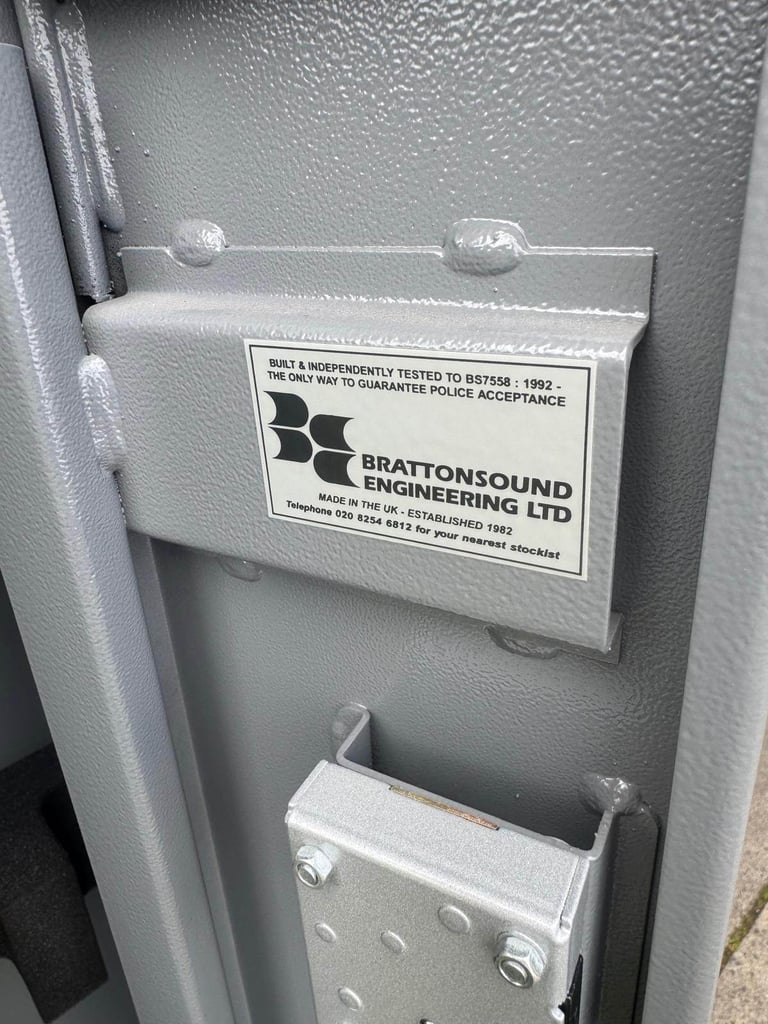 BUILT & INDEPENDENTLY TESTED TO BS7558 : 1992 -
THE ONLY WAY TO GUARANTEE POLICE ACCEPTANCE
BRATTONSOUND
ENGINEERING LTD
MADE IN THE UK - ESTABLISHED 1982
Telephone 020 8254 6812 for your nearest stockist